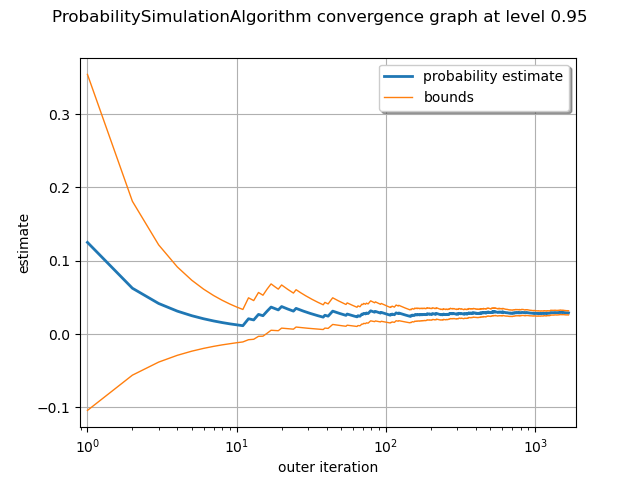 ProbabilitySimulationAlgorithm convergence graph at level 0.95
probability estimate
bounds
estimate
0.3
0.2
0.1
0.0
−0.1
10⁰ 10¹ 10² 10³
outer iteration